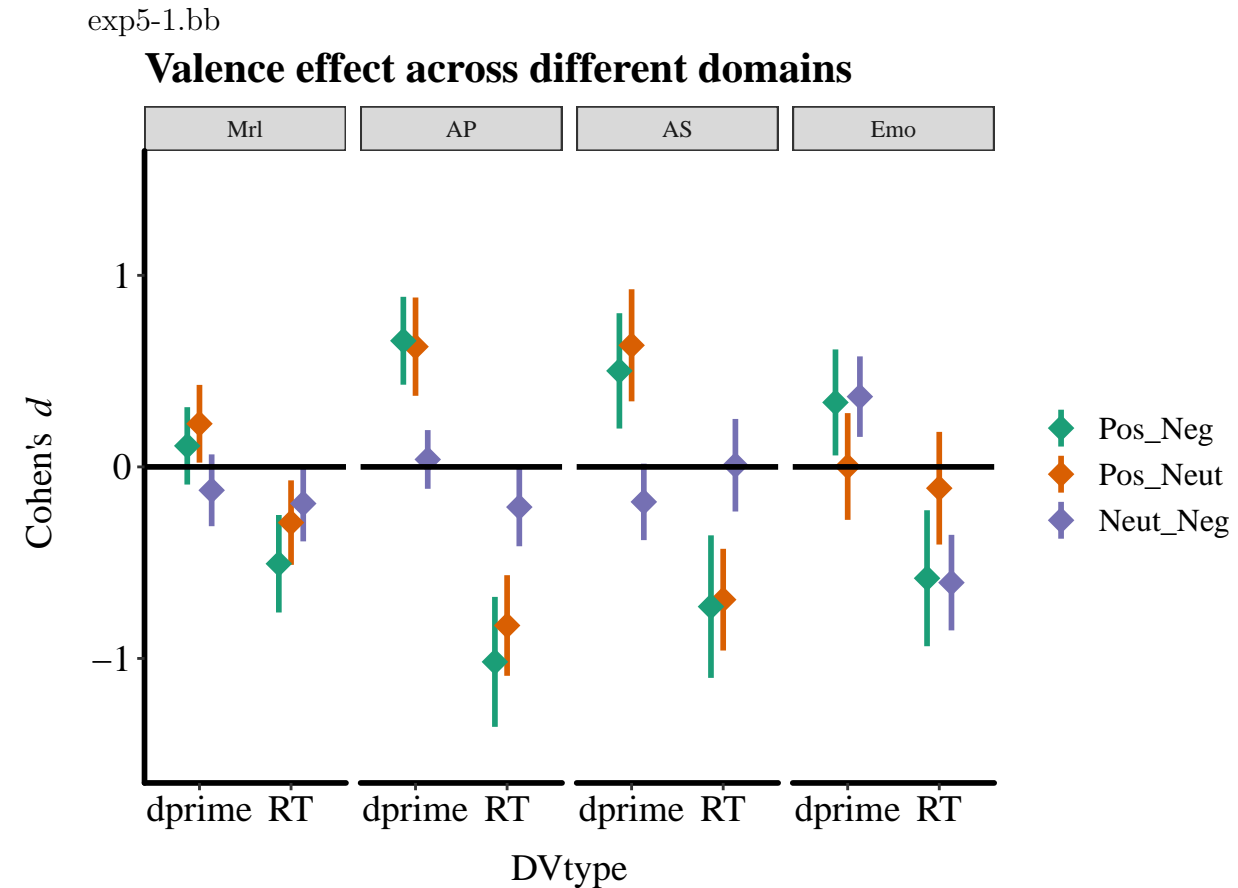 exp5-1.bb
Valence effect across different domains
Mrl AP AS Emo
1
0
−1
Cohen's d
dprime RT dprime RT dprime RT dprime RT
DVtype
Pos_Neg
Pos_Neut
Neut_Neg